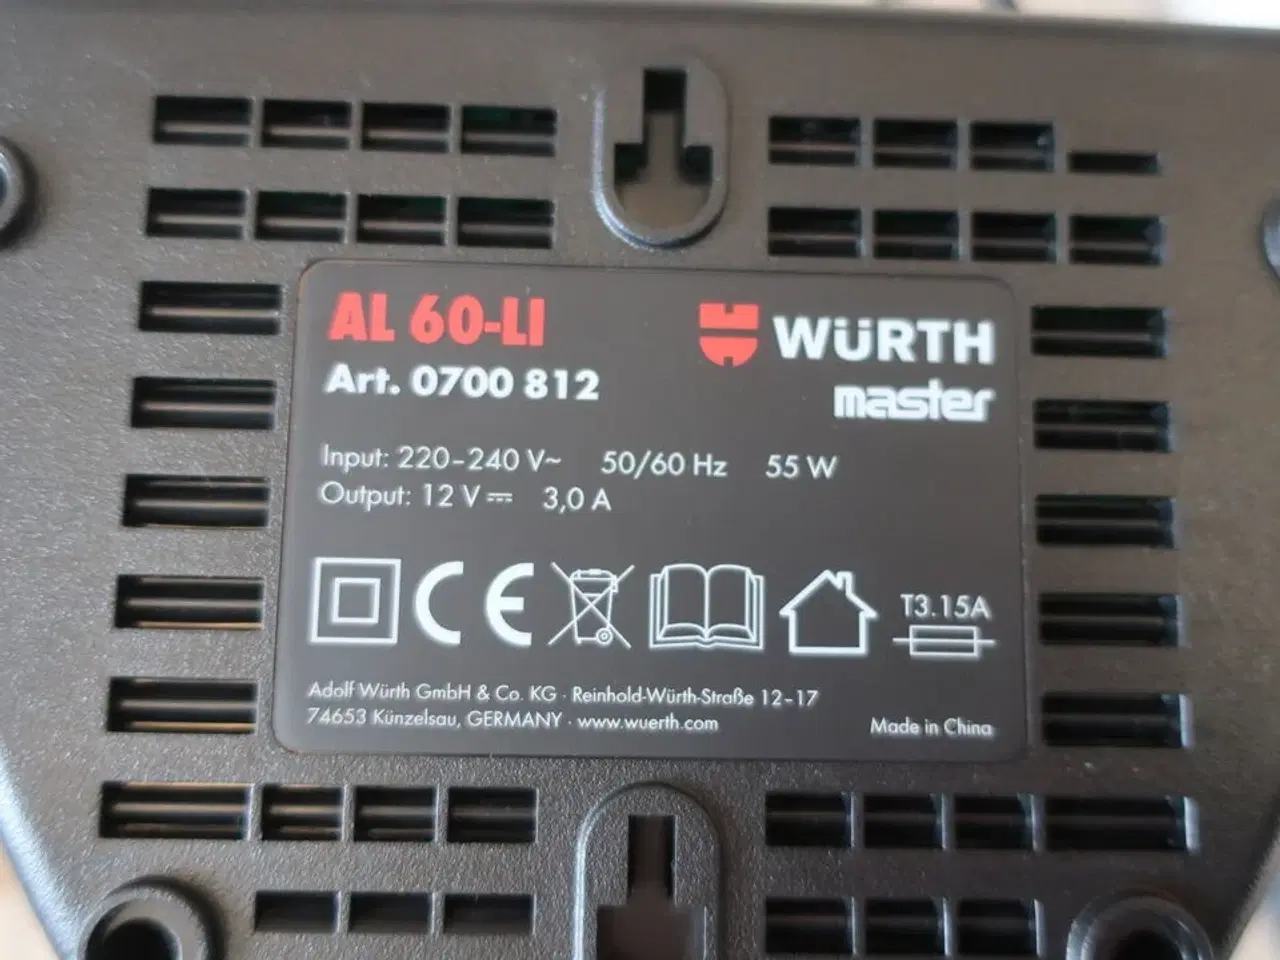 AL 60-LI
Art. 0700 812
WÜRTH
master
Input: 220–240 V~ 50/60 Hz 55 W
Output: 12 V ⎓ 3,0 A
CE
T3.15A
Adolf Würth GmbH & Co. KG · Reinhold-Würth-Straße 12–17
74653 Künzelsau, GERMANY · www.wuerth.com
Made in China